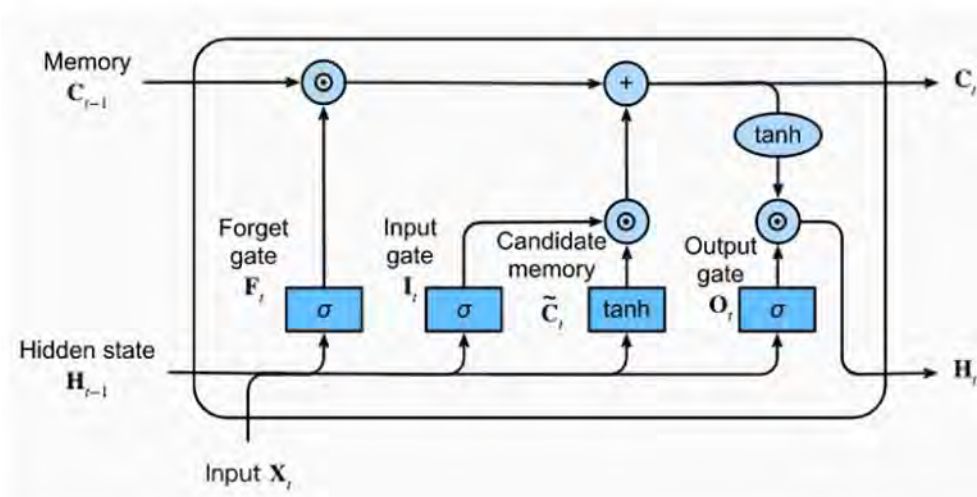 Memory
C_{t-1}
⊙
+
C_t
tanh
Forget
gate
F_t
Input
gate
I_t
⊙
Candidate
memory
C̃_t
Output
gate
O_t
⊙
σ
σ
tanh
σ
Hidden state
H_{t-1}
H_t
Input X_t